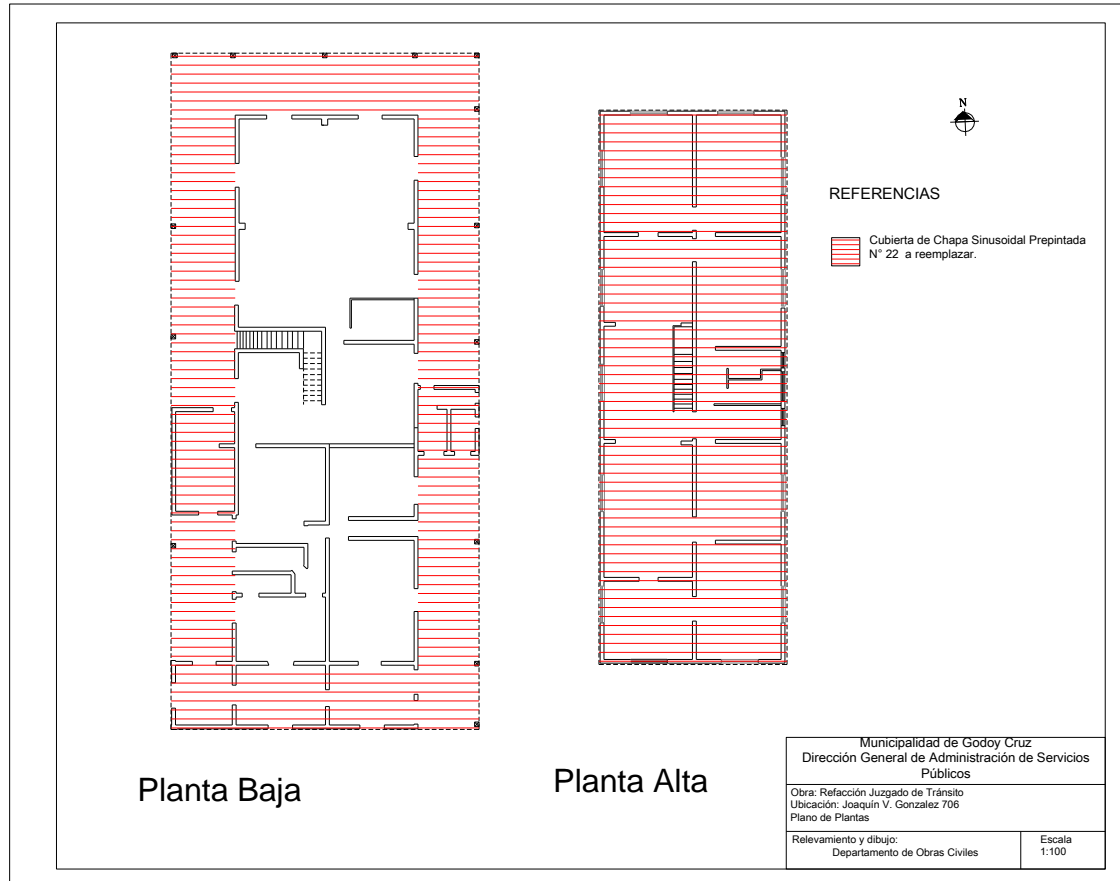 N
REFERENCIAS
Cubierta de Chapa Sinusoidal Prepintada
N° 22 a reemplazar.
Planta Baja
Planta Alta
Municipalidad de Godoy Cruz
Dirección General de Administración de Servicios
Públicos
Obra: Refacción Juzgado de Tránsito
Ubicación: Joaquín V. Gonzalez 706
Plano de Plantas
Relevamiento y dibujo:
Departamento de Obras Civiles
Escala
1:100